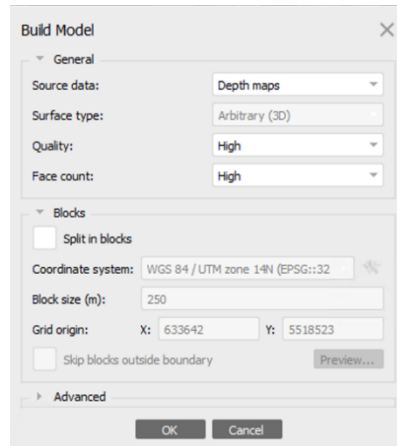 Build Model
General
Source data: Depth maps
Surface type: Arbitrary (3D)
Quality: High
Face count: High
Blocks
Split in blocks
Coordinate system: WGS 84 / UTM zone 14N (EPSG::32
Block size (m): 250
Grid origin: X: 633642 Y: 5518523
Skip blocks outside boundary Preview...
Advanced
OK Cancel